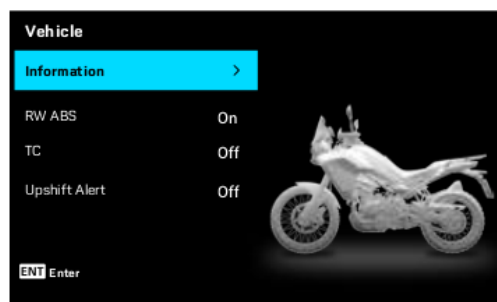 Vehicle
Information >
RW ABS On
TC Off
Upshift Alert Off
ENT Enter